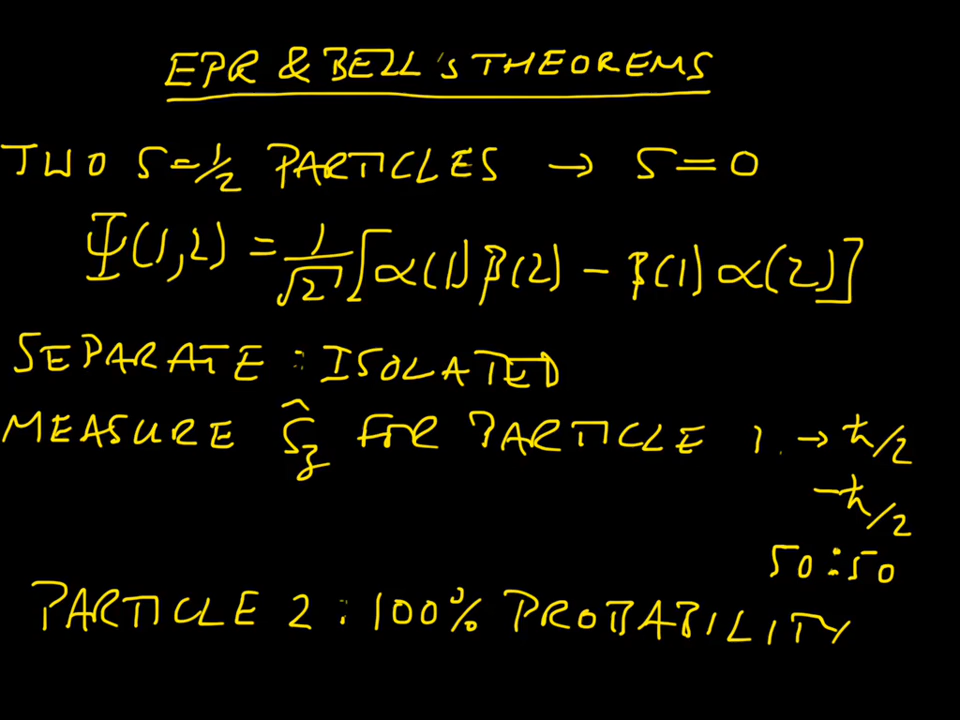 EPR & BELL'S THEOREMS
TWO S=1/2 PARTICLES → S=0
Ψ(1,2) = 1/√2 [α(1)β(2) - β(1)α(2)]
SEPARATE : ISOLATED
MEASURE Ŝz FOR PARTICLE 1. → ħ/2
-ħ/2
50:50
PARTICLE 2 : 100% PROBABILITY